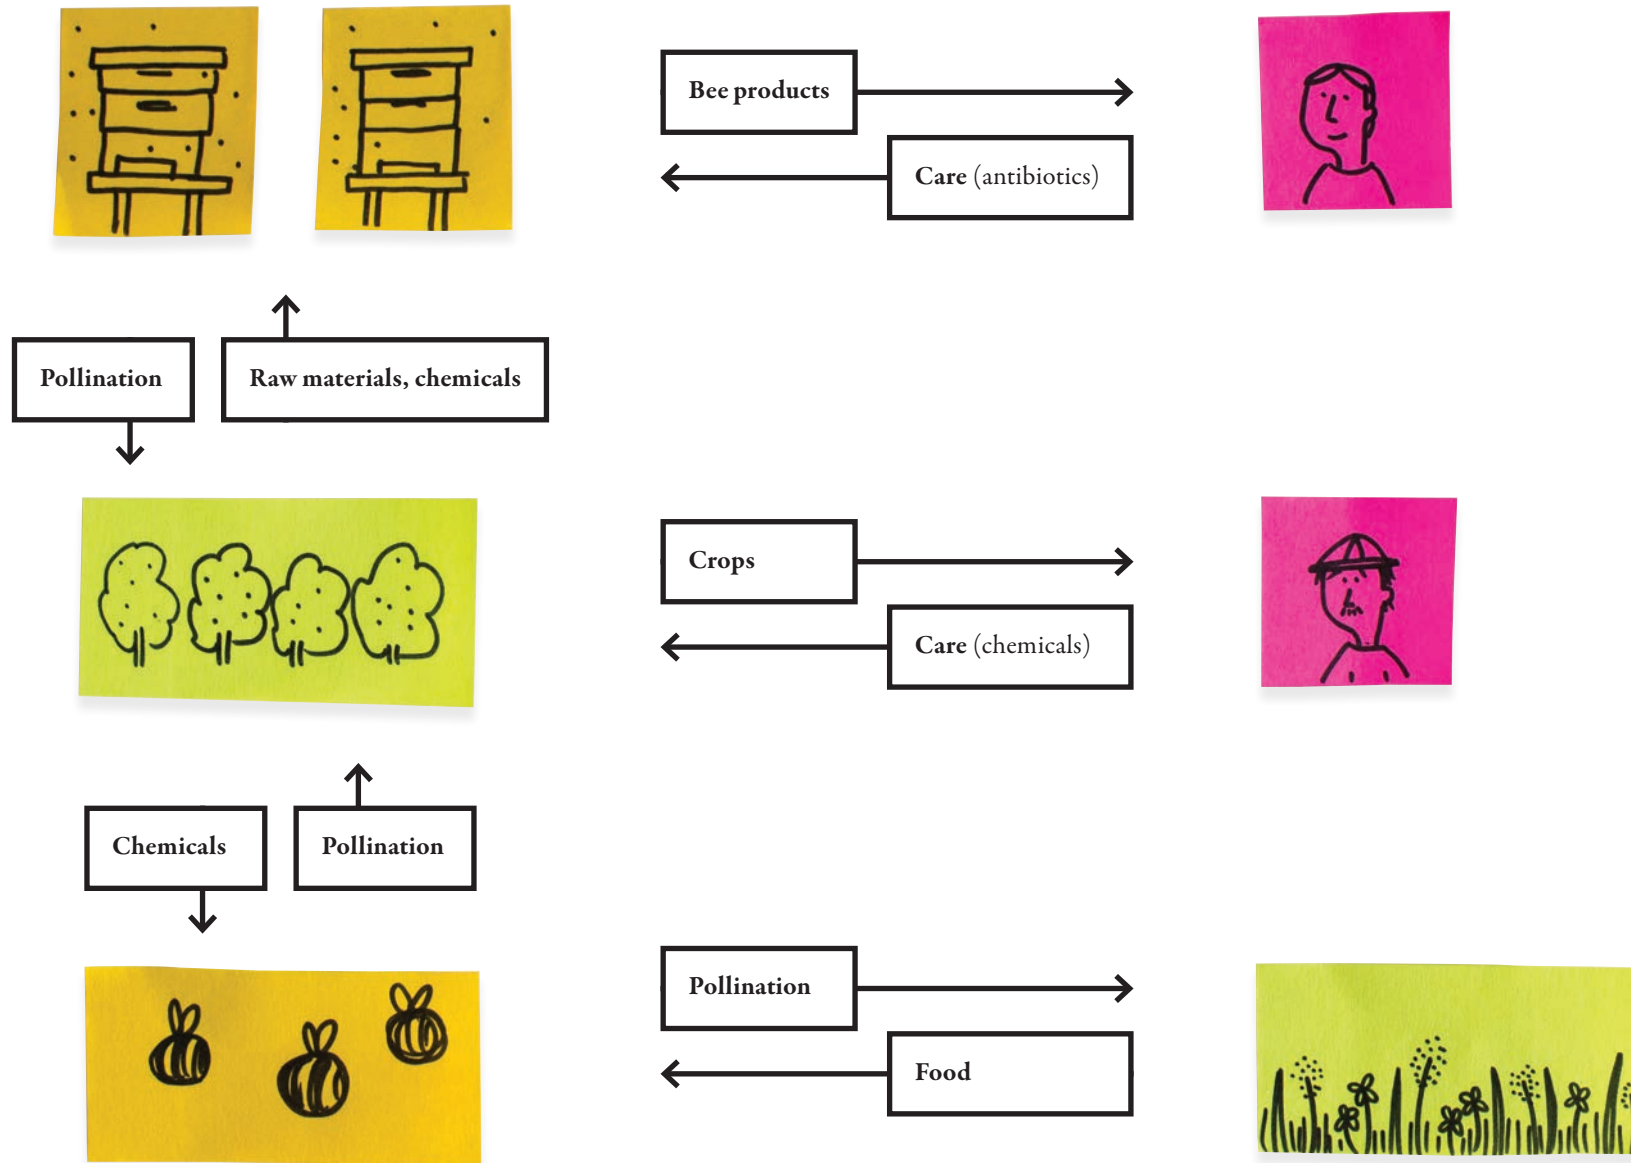 Bee products
Care (antibiotics)
Pollination
Raw materials, chemicals
Crops
Care (chemicals)
Chemicals
Pollination
Pollination
Food